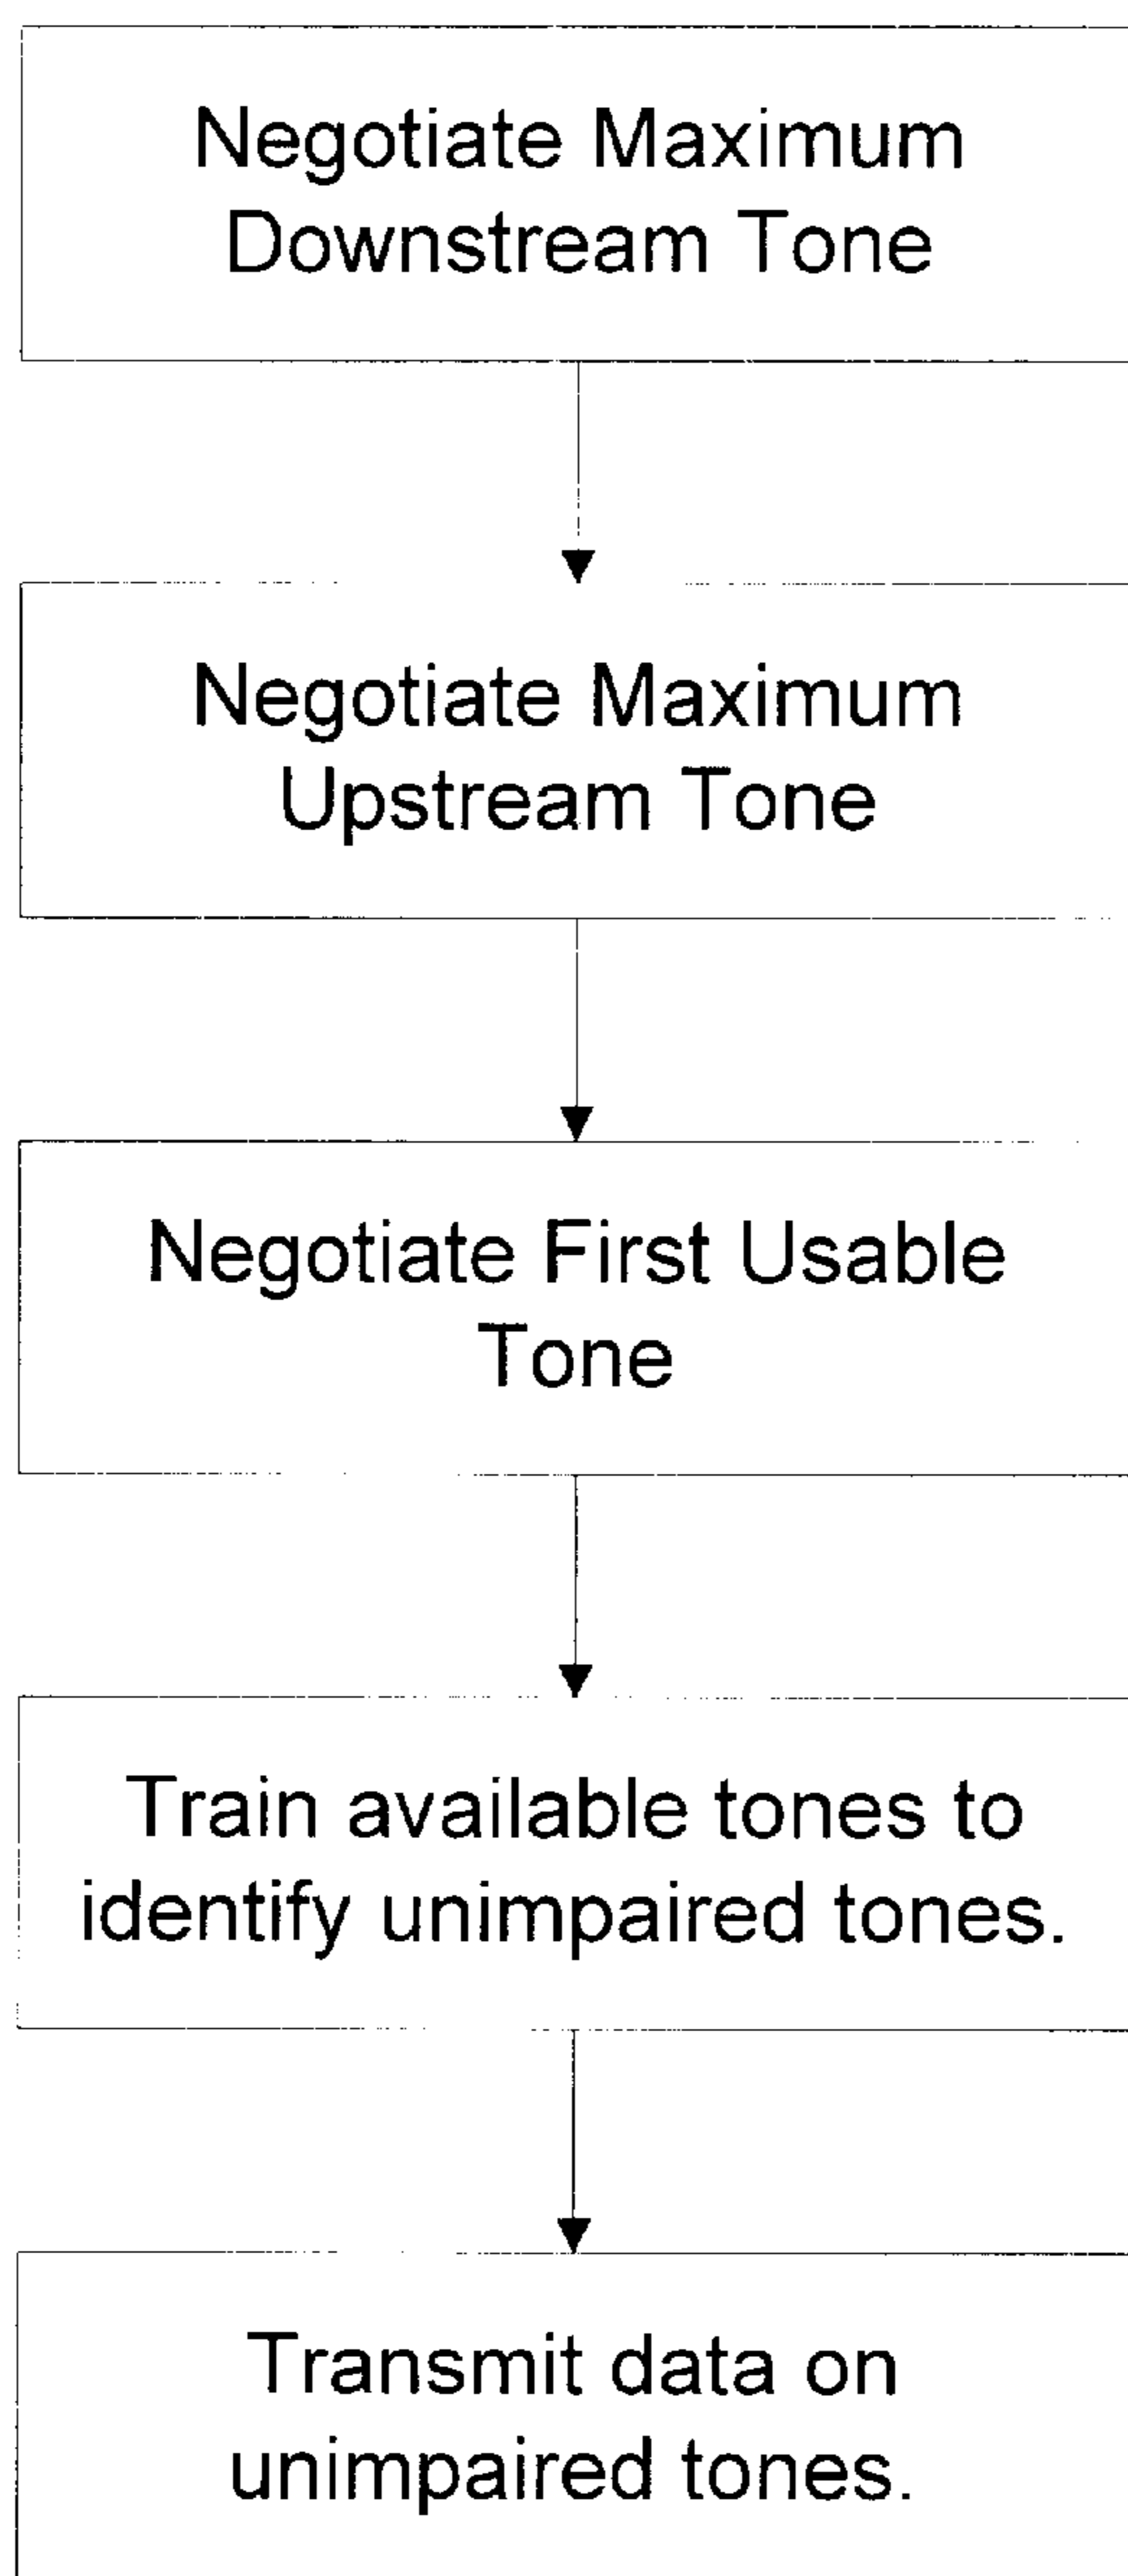 Negotiate Maximum
Downstream Tone
Negotiate Maximum
Upstream Tone
Negotiate First Usable
Tone
Train available tones to
identify unimpaired tones.
Transmit data on
unimpaired tones.